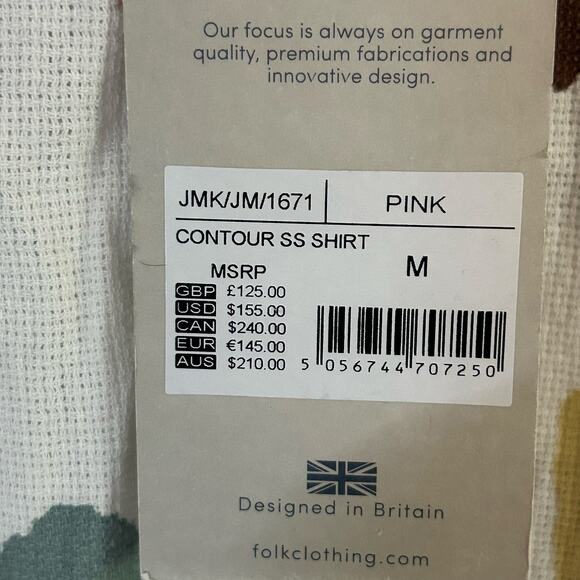 Our focus is always on garment
quality, premium fabrications and
innovative design.
JMK/JM/1671 PINK
CONTOUR SS SHIRT
M
MSRP
GBP £125.00
USD $155.00
CAN $240.00
EUR €145.00
AUS $210.00
5 056744 707250
Designed in Britain
folkclothing.com